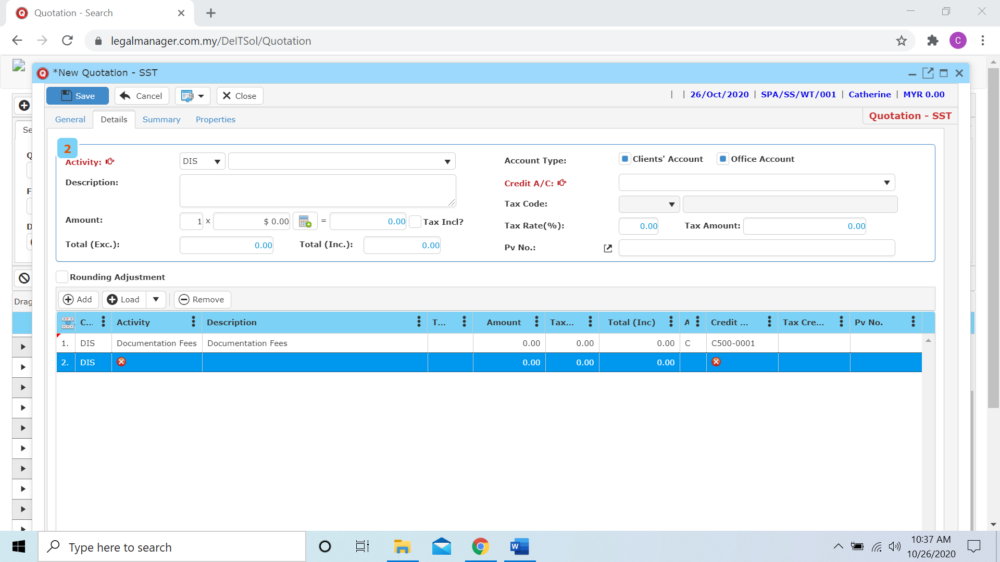 Quotation - Search
legalmanager.com.my/DeITSol/Quotation
C
*New Quotation - SST
Save Cancel Close
| | 26/Oct/2020 | SPA/SS/WT/001 | Catherine | MYR 0.00
General Details Summary Properties
Quotation - SST
Se
2
Activity: DIS
Account Type: Clients' Account Office Account
Q
Description:
Credit A/C:
F
Tax Code:
Amount: 1 x $ 0.00 = 0.00 Tax Incl?
Tax Rate(%): 0.00 Tax Amount: 0.00
D
Total (Exc.): 0.00 Total (Inc.): 0.00
Pv No.:
Rounding Adjustment
Drag
Add Load Remove
C... Activity Description T... Amount Tax... Total (Inc) A Credit ... Tax Cre... Pv No.
1. DIS Documentation Fees Documentation Fees 0.00 0.00 0.00 C C500-0001
2. DIS 0.00 0.00 0.00
Type here to search
W
10:37 AM
10/26/2020